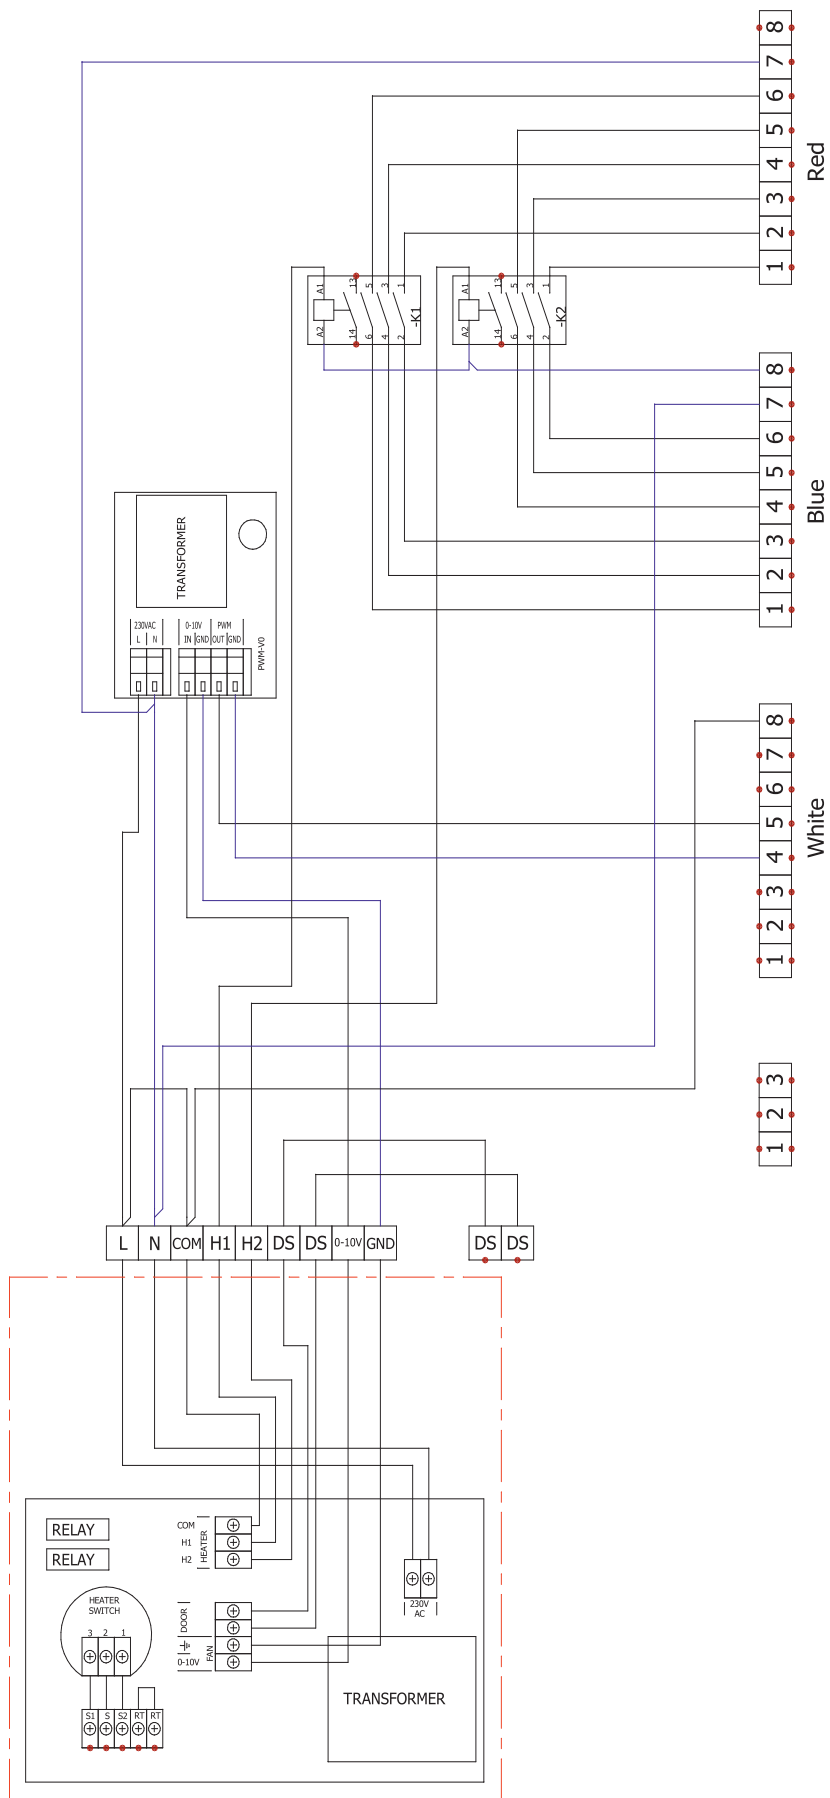 8
7
6
5
4
3
2
1
Red
A1
13
5
3
1
A2
14
6
4
2
-K1
A1
13
5
3
1
A2
14
6
4
2
-K2
8
7
6
5
4
3
2
1
Blue
TRANSFORMER
230VAC
0-10V
PWM
L
N
IN
GND
OUT
GND
PWM-V0
8
7
6
5
4
3
2
1
White
3
2
1
L
N
COM
H1
H2
DS
DS
0-10V
GND
DS
DS
RELAY
RELAY
COM
H1
H2
HEATER
HEATER
SWITCH
3
2
1
DOOR
FAN
0-10V
230V
AC
TRANSFORMER
S1
S
S2
RT
RT